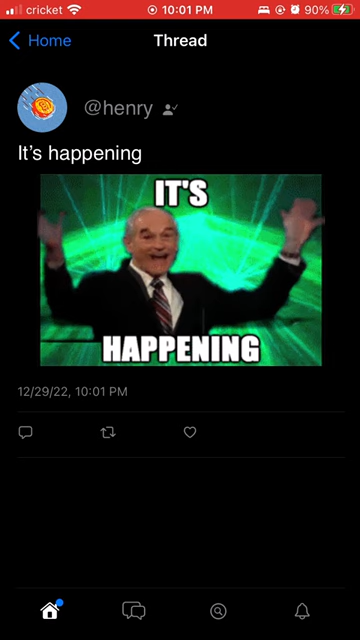 cricket 10:01 PM 90%
Home Thread
@henry
It’s happening
IT'S
HAPPENING
12/29/22, 10:01 PM